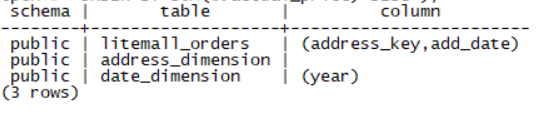 schema | table | column
--------+-------------------+------------------------
public | litemall_orders | (address_key,add_date)
public | address_dimension |
public | date_dimension | (year)
(3 rows)